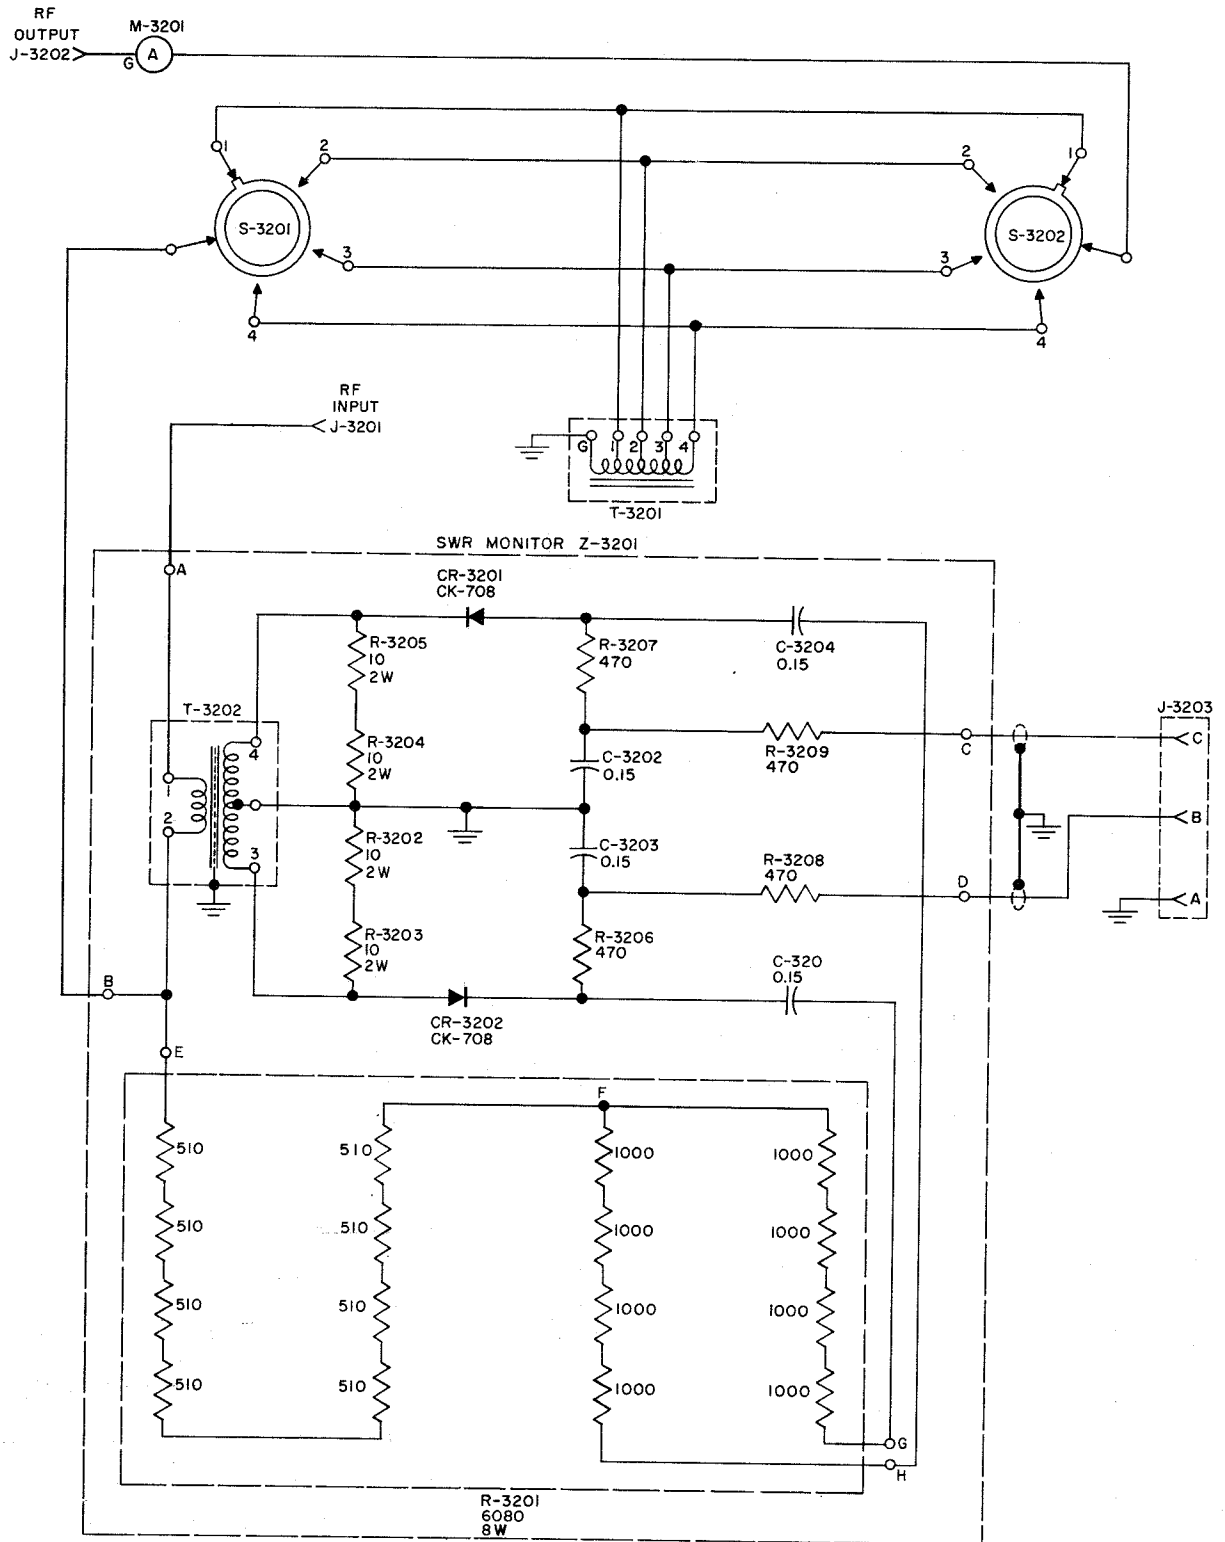 RF
OUTPUT
J-3202
M-3201
G
A
1
2
S-3201
3
4
2
1
S-3202
3
4
RF
INPUT
J-3201
G
1
2
3
4
T-3201
SWR MONITOR Z-3201
A
CR-3201
CK-708
R-3205
10
2W
R-3207
470
C-3204
0.15
T-3202
4
R-3204
10
2W
C-3202
0.15
R-3209
470
C
J-3203
C
1
2
R-3202
10
2W
C-3203
0.15
B
3
R-3208
470
D
A
R-3203
10
2W
R-3206
470
C-320
0.15
B
CR-3202
CK-708
E
F
510
510
1000
1000
510
510
1000
1000
510
510
1000
1000
510
510
1000
1000
G
H
R-3201
6080
8W